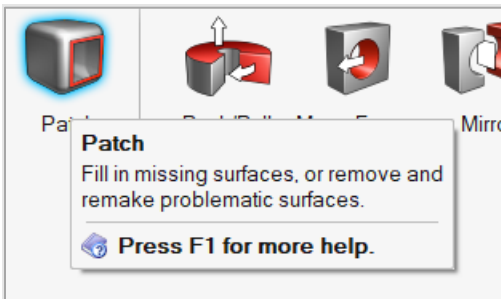 Patch
Fill in missing surfaces, or remove and
remake problematic surfaces.
Press F1 for more help.